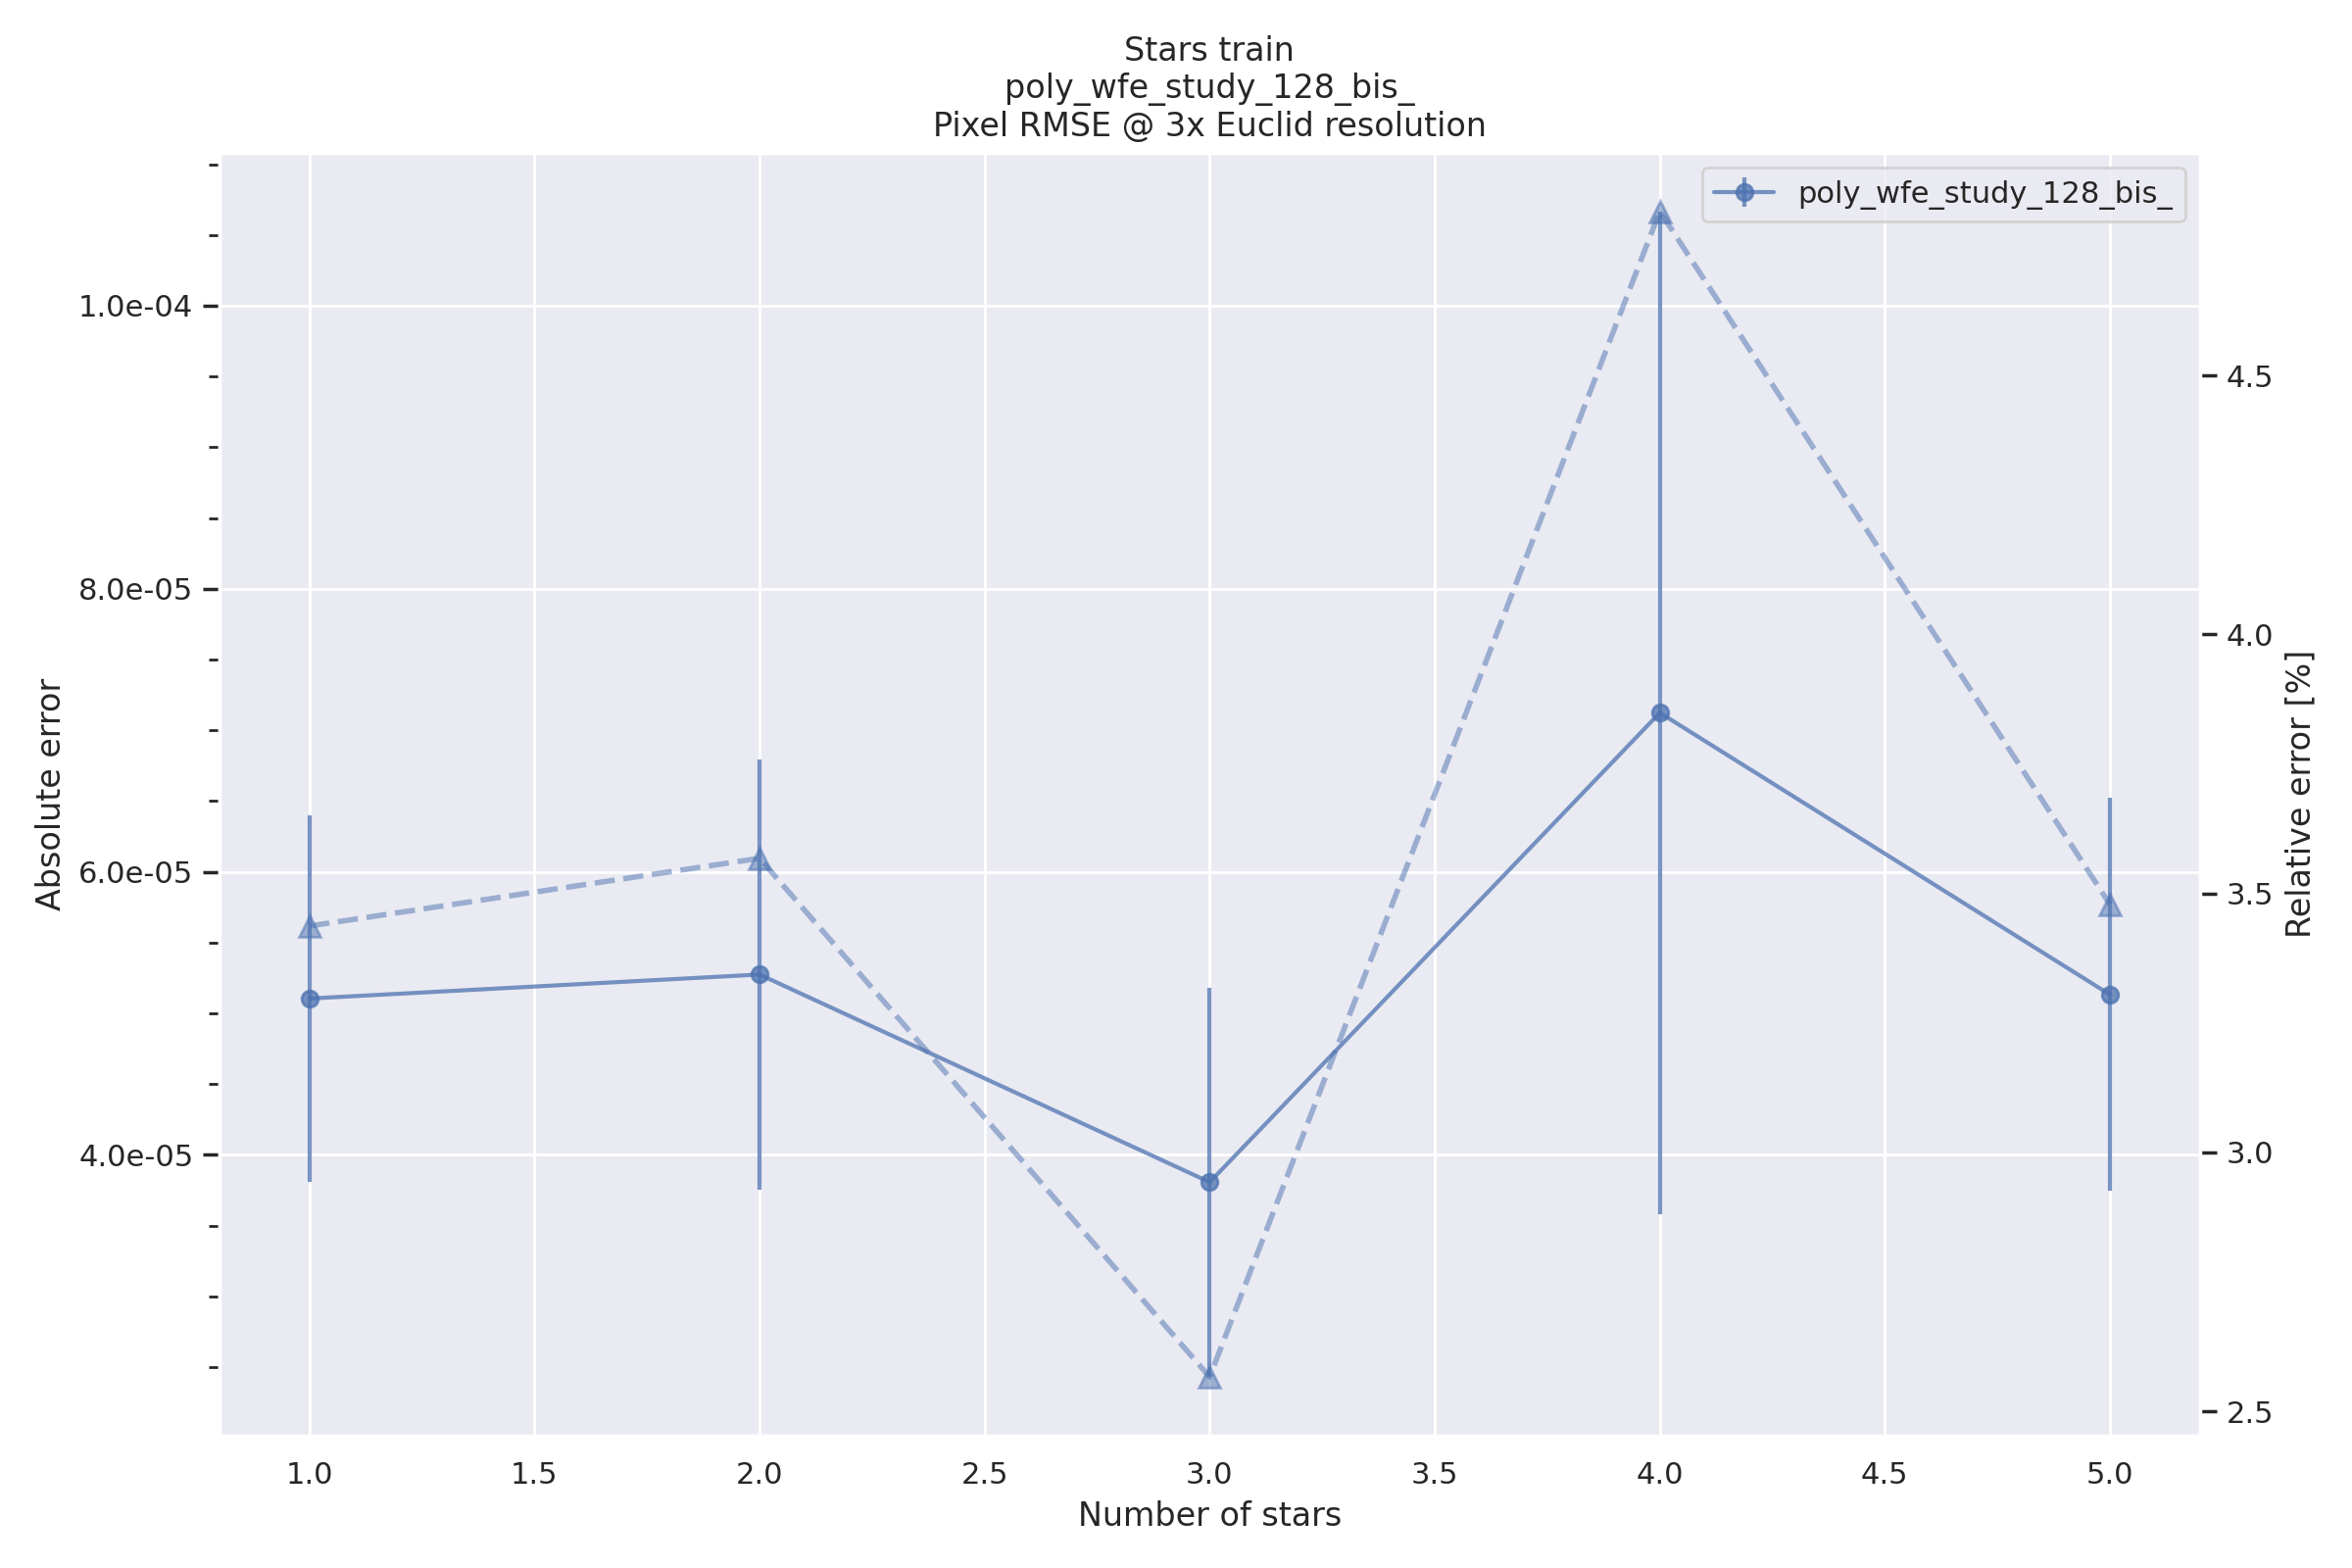 Stars train
poly_wfe_study_128_bis_
Pixel RMSE @ 3x Euclid resolution
poly_wfe_study_128_bis_
Absolute error
1.0e-04
8.0e-05
6.0e-05
4.0e-05
Relative error [%]
4.5
4.0
3.5
3.0
2.5
1.0 1.5 2.0 2.5 3.0 3.5 4.0 4.5 5.0
Number of stars